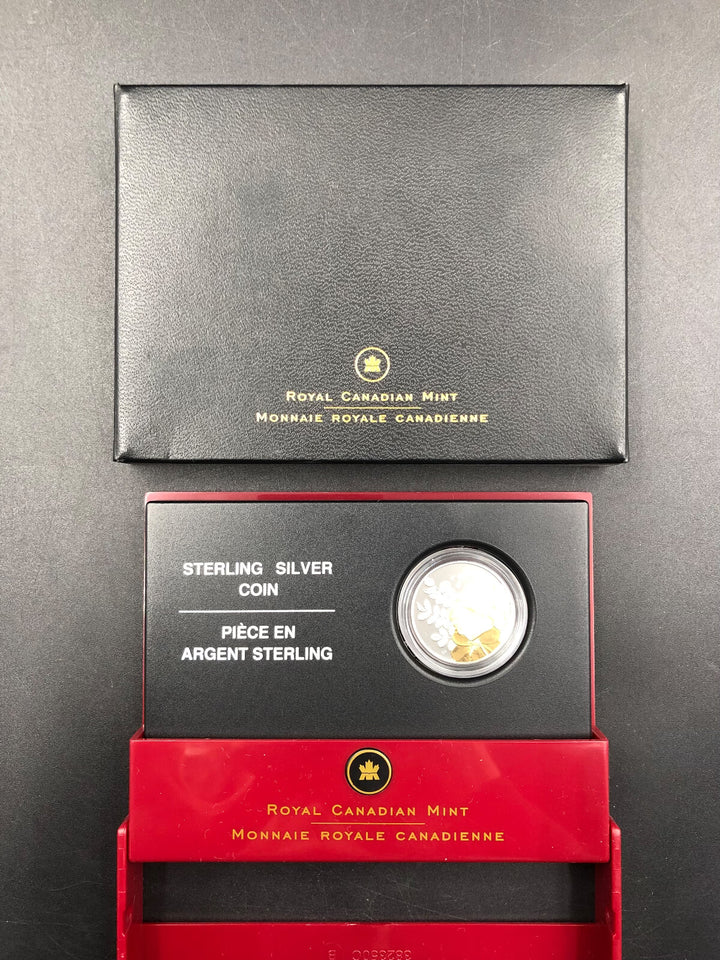 ROYAL CANADIAN MINT
MONNAIE ROYALE CANADIENNE
STERLING SILVER
COIN
PIÈCE EN
ARGENT STERLING
ROYAL CANADIAN MINT
MONNAIE ROYALE CANADIENNE